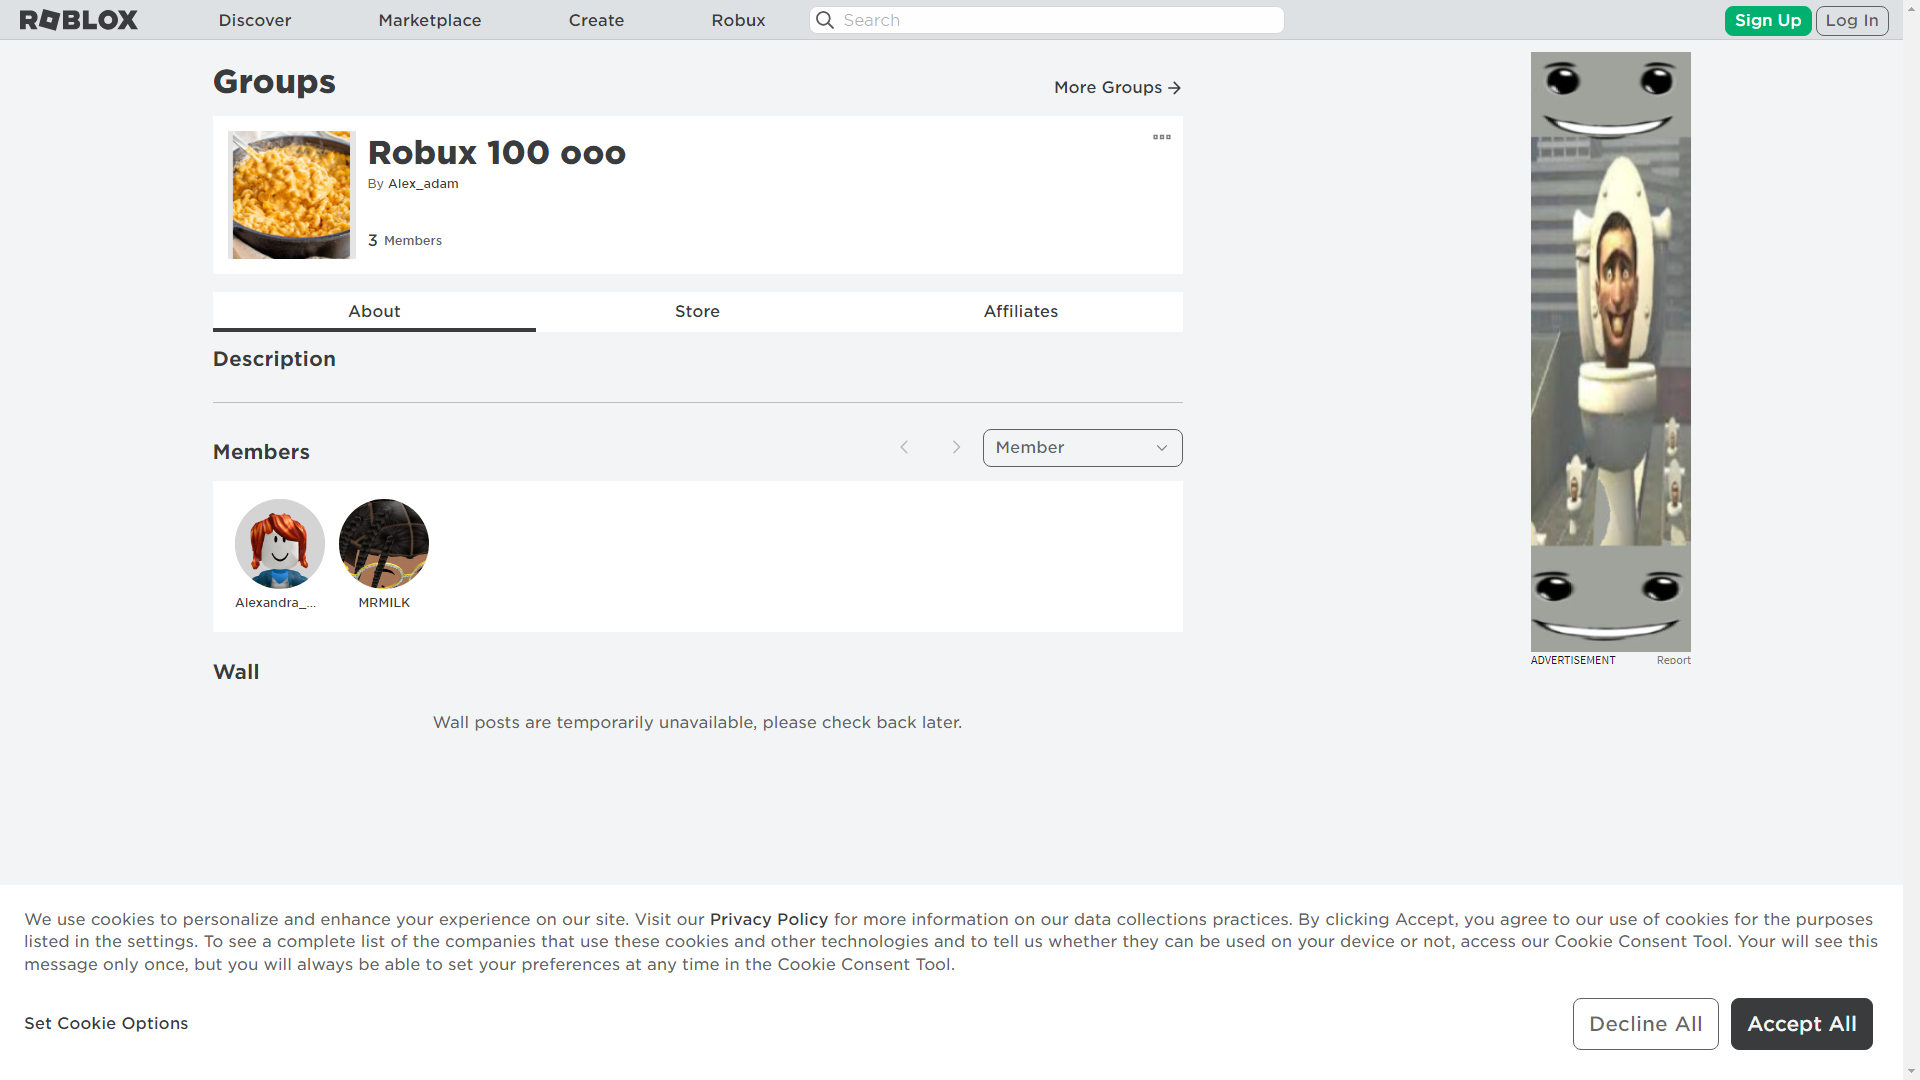 ROBLOX
Discover
Marketplace
Create
Robux
Search
Sign Up
Log In
Groups
More Groups
Robux 100 ooo
By Alex_adam
3 Members
About
Store
Affiliates
Description
Members
Member
Alexandra_...
MRMILK
Wall
Wall posts are temporarily unavailable, please check back later.
ADVERTISEMENT
Report
We use cookies to personalize and enhance your experience on our site. Visit our Privacy Policy for more information on our data collections practices. By clicking Accept, you agree to our use of cookies for the purposes
listed in the settings. To see a complete list of the companies that use these cookies and other technologies and to tell us whether they can be used on your device or not, access our Cookie Consent Tool. Your will see this
message only once, but you will always be able to set your preferences at any time in the Cookie Consent Tool.
Set Cookie Options
Decline All
Accept All